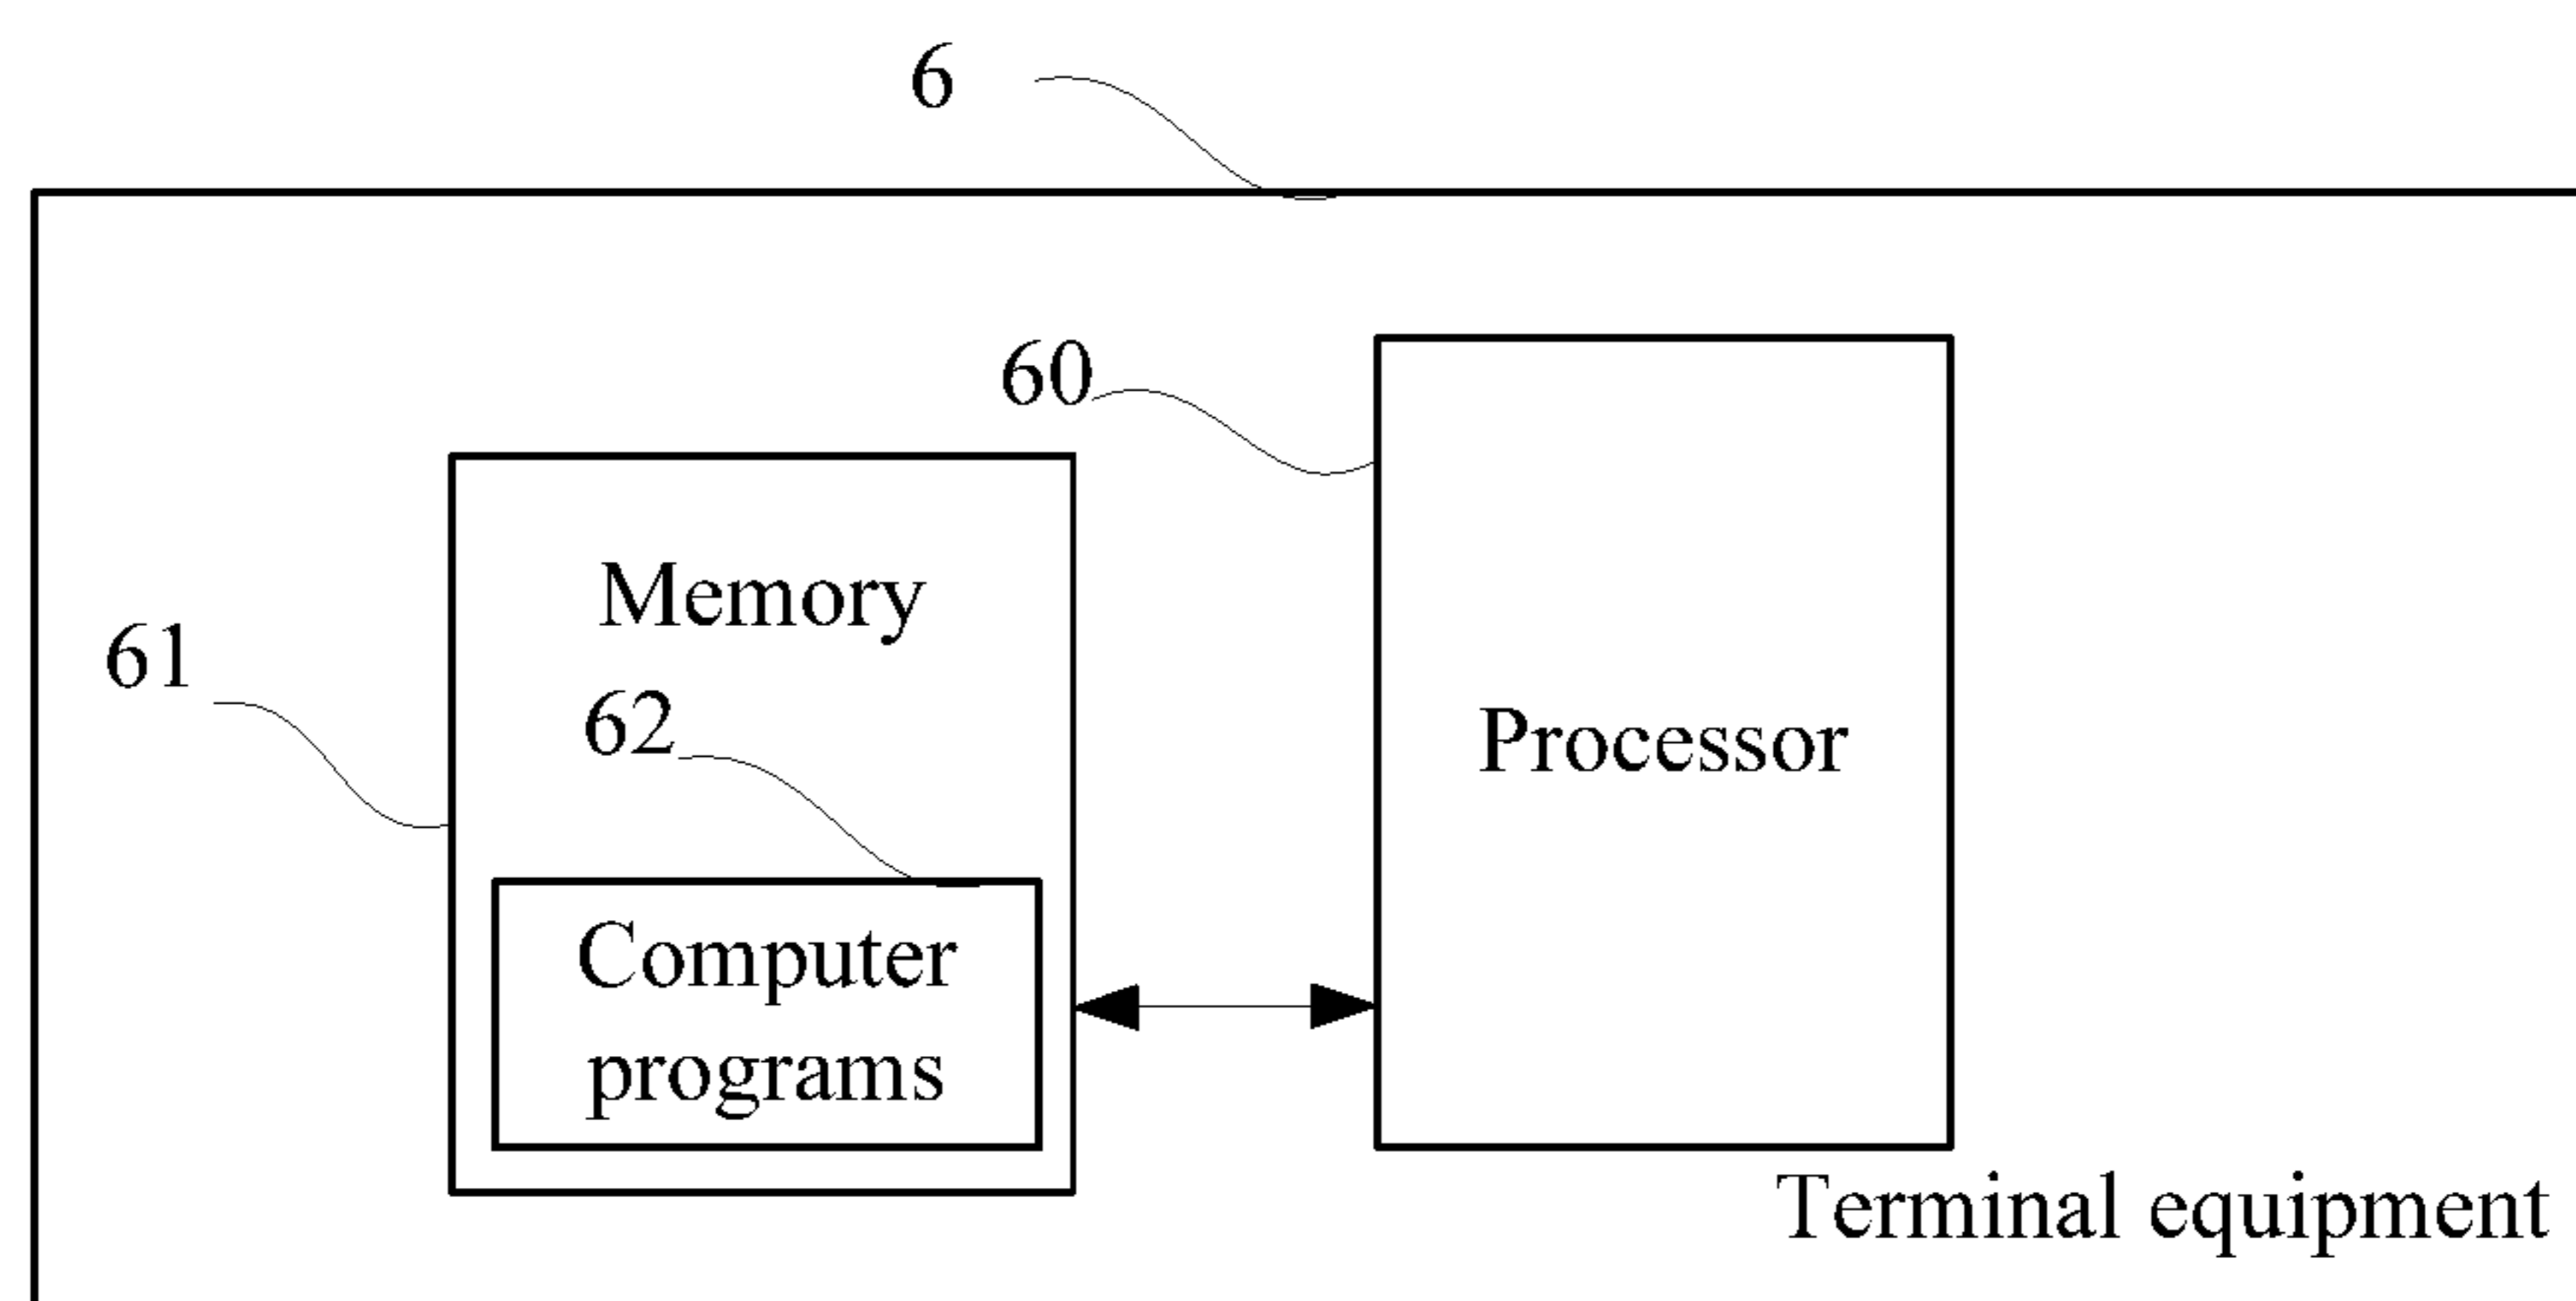 6
60
Memory
61
62
Processor
Computer
programs
Terminal equipment